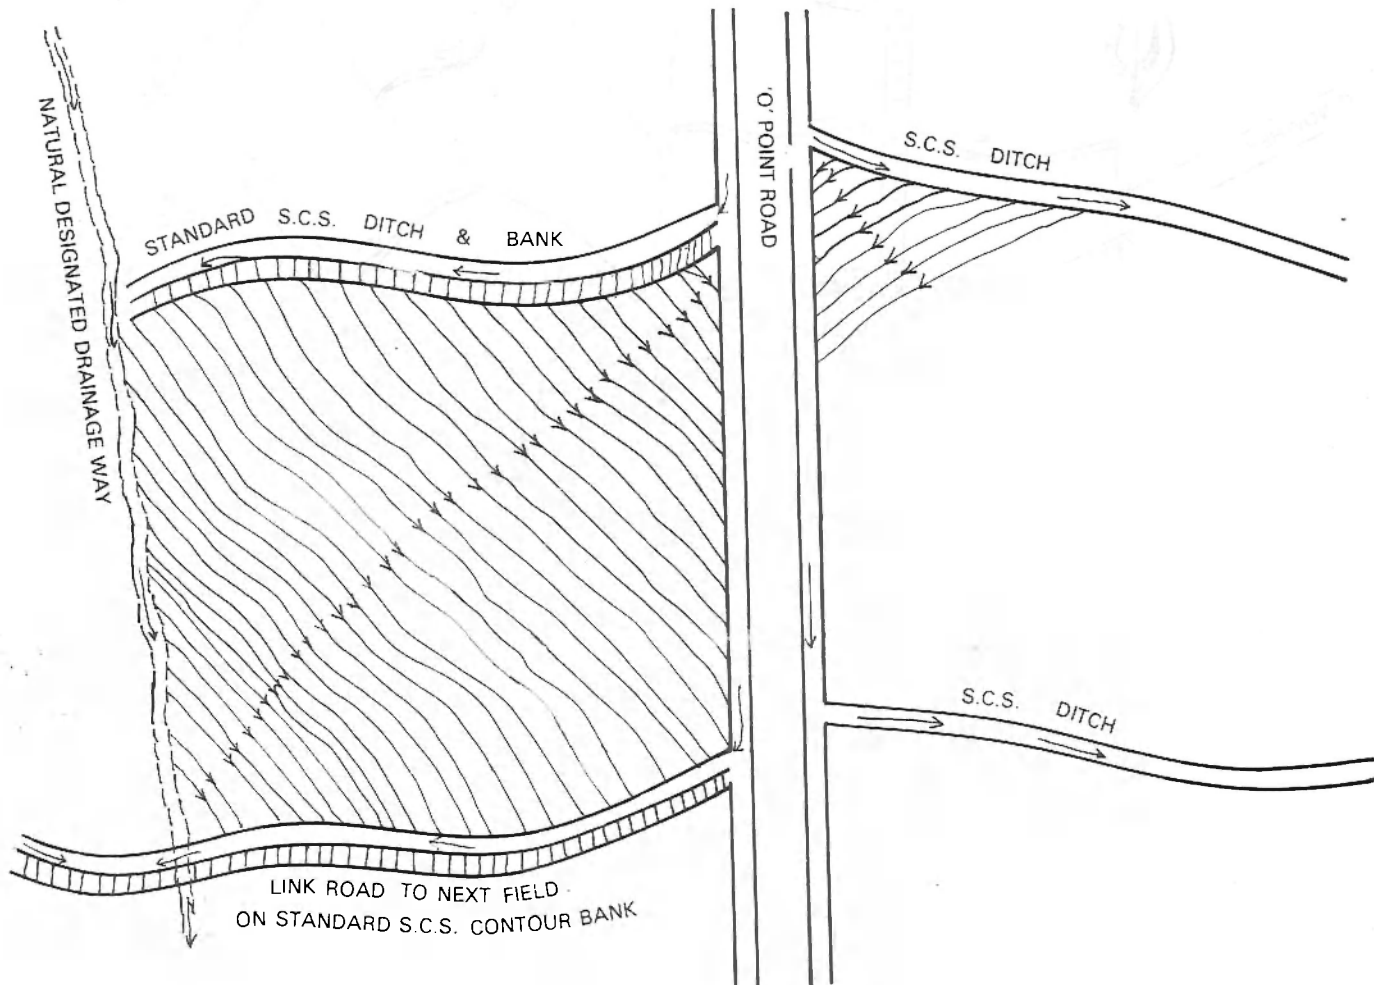 NATURAL DESIGNATED DRAINAGE WAY
STANDARD S.C.S. DITCH & BANK
'O' POINT ROAD
S.C.S. DITCH
S.C.S. DITCH
LINK ROAD TO NEXT FIELD
ON STANDARD S.C.S. CONTOUR BANK